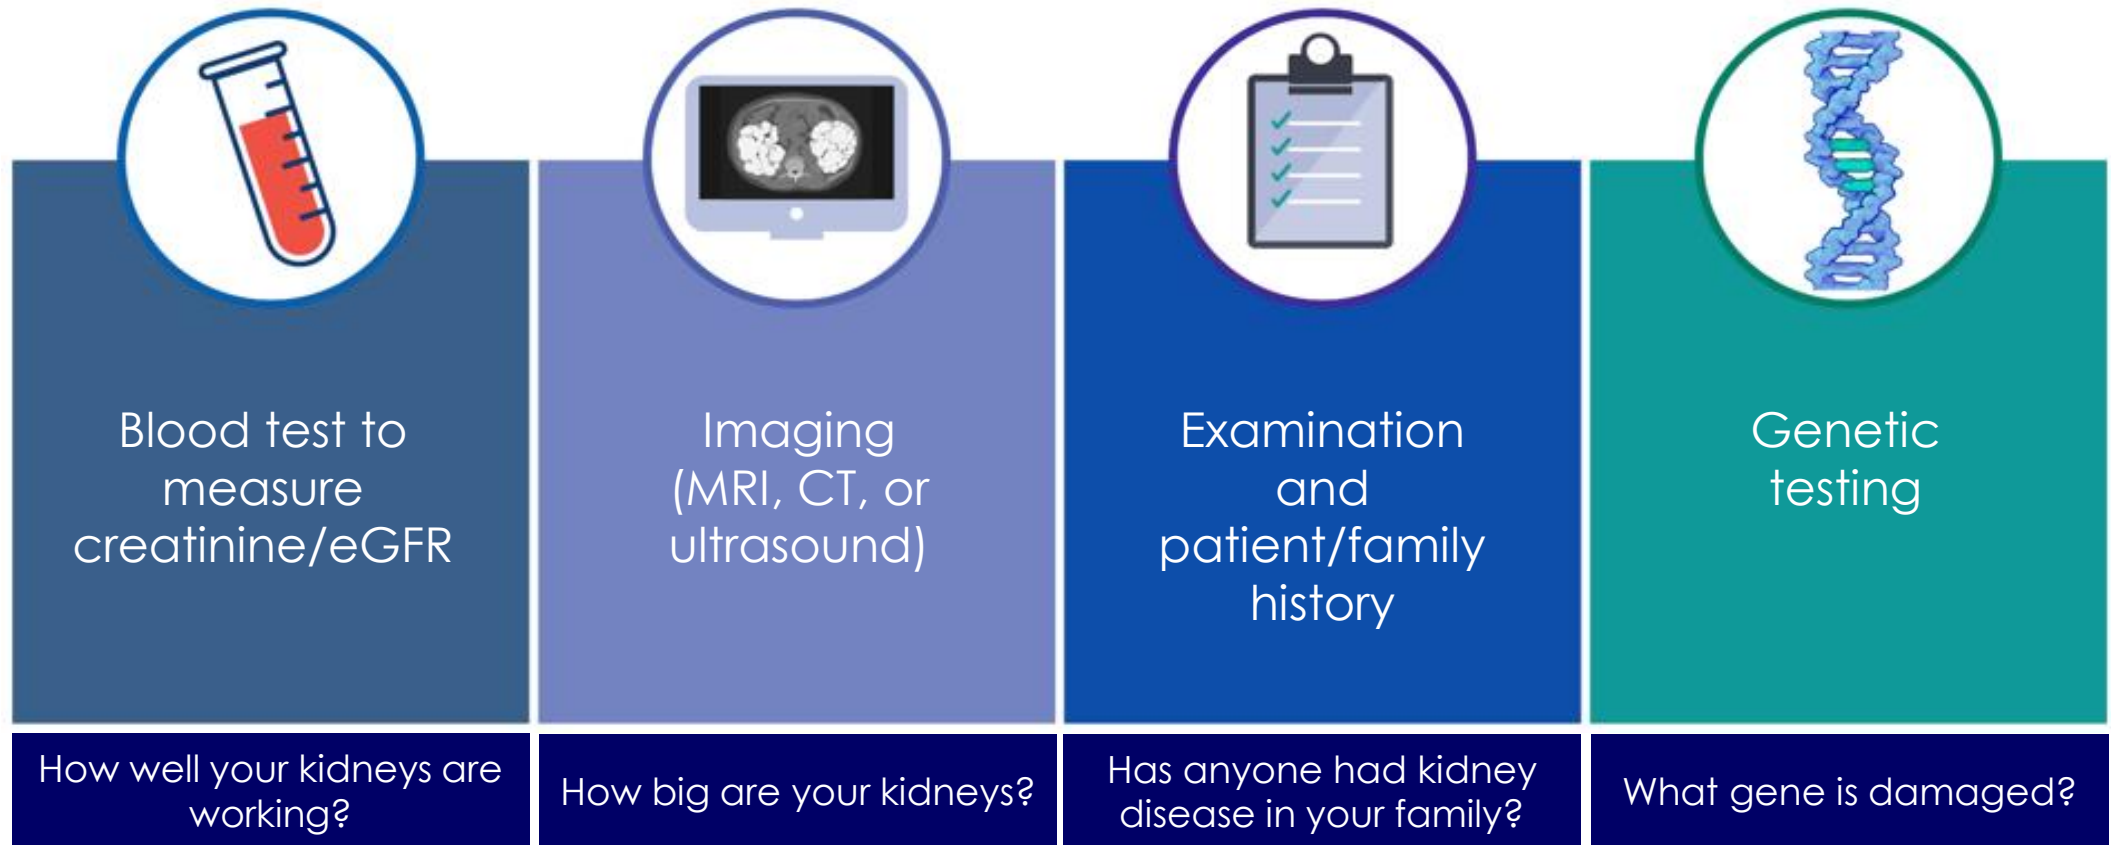 Blood test to
measure
creatinine/eGFR
Imaging
(MRI, CT, or
ultrasound)
Examination
and
patient/family
history
Genetic
testing
How well your kidneys are
working?
How big are your kidneys?
Has anyone had kidney
disease in your family?
What gene is damaged?